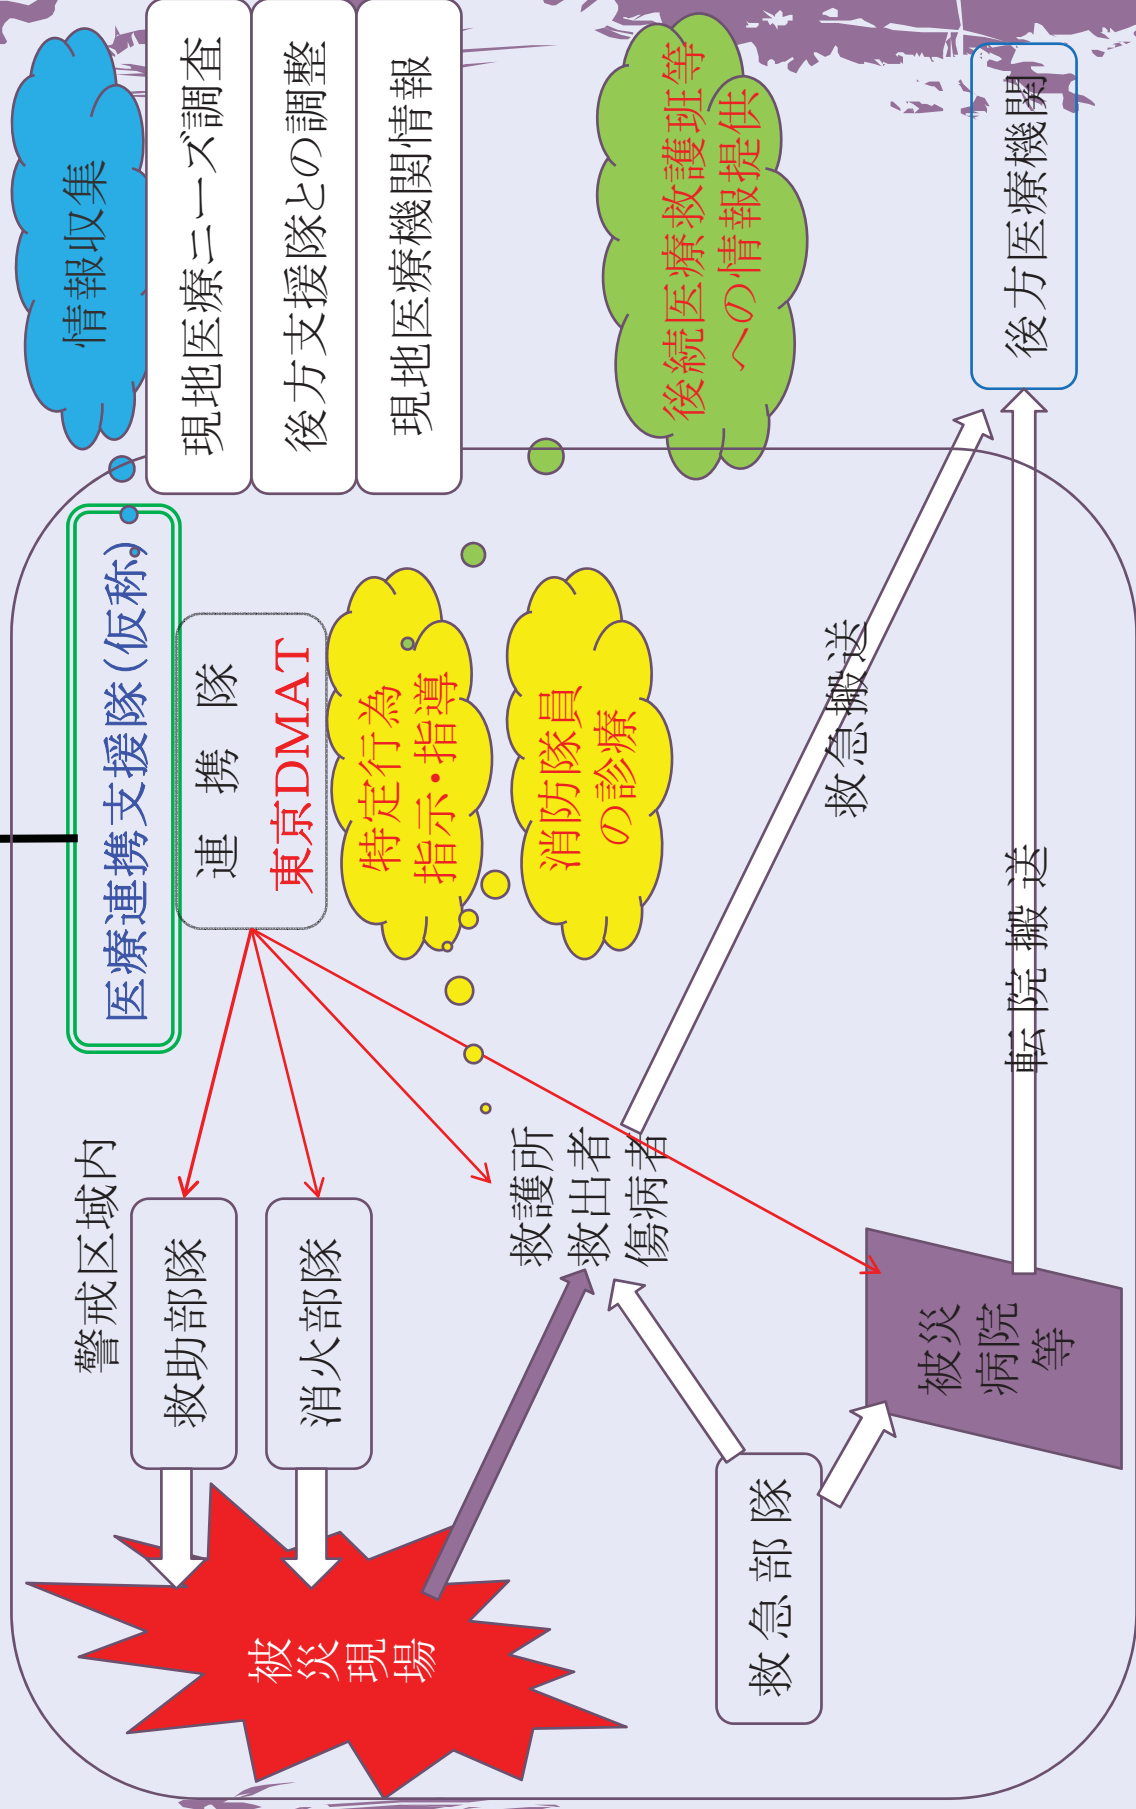 情報収集
現地医療ニーズ調査
後方支援隊との調整
現地医療機関情報
医療連携支援隊（仮称）
連携隊
東京DMAT
特定行為
指示・指導
消防隊員
の診療
後続医療救護班等
への情報提供
警戒区域内
救助部隊
消火部隊
被災
現場
救護所
救出者
傷病者
救急部隊
被災
病院
等
救急搬送
転院搬送
後方医療機関